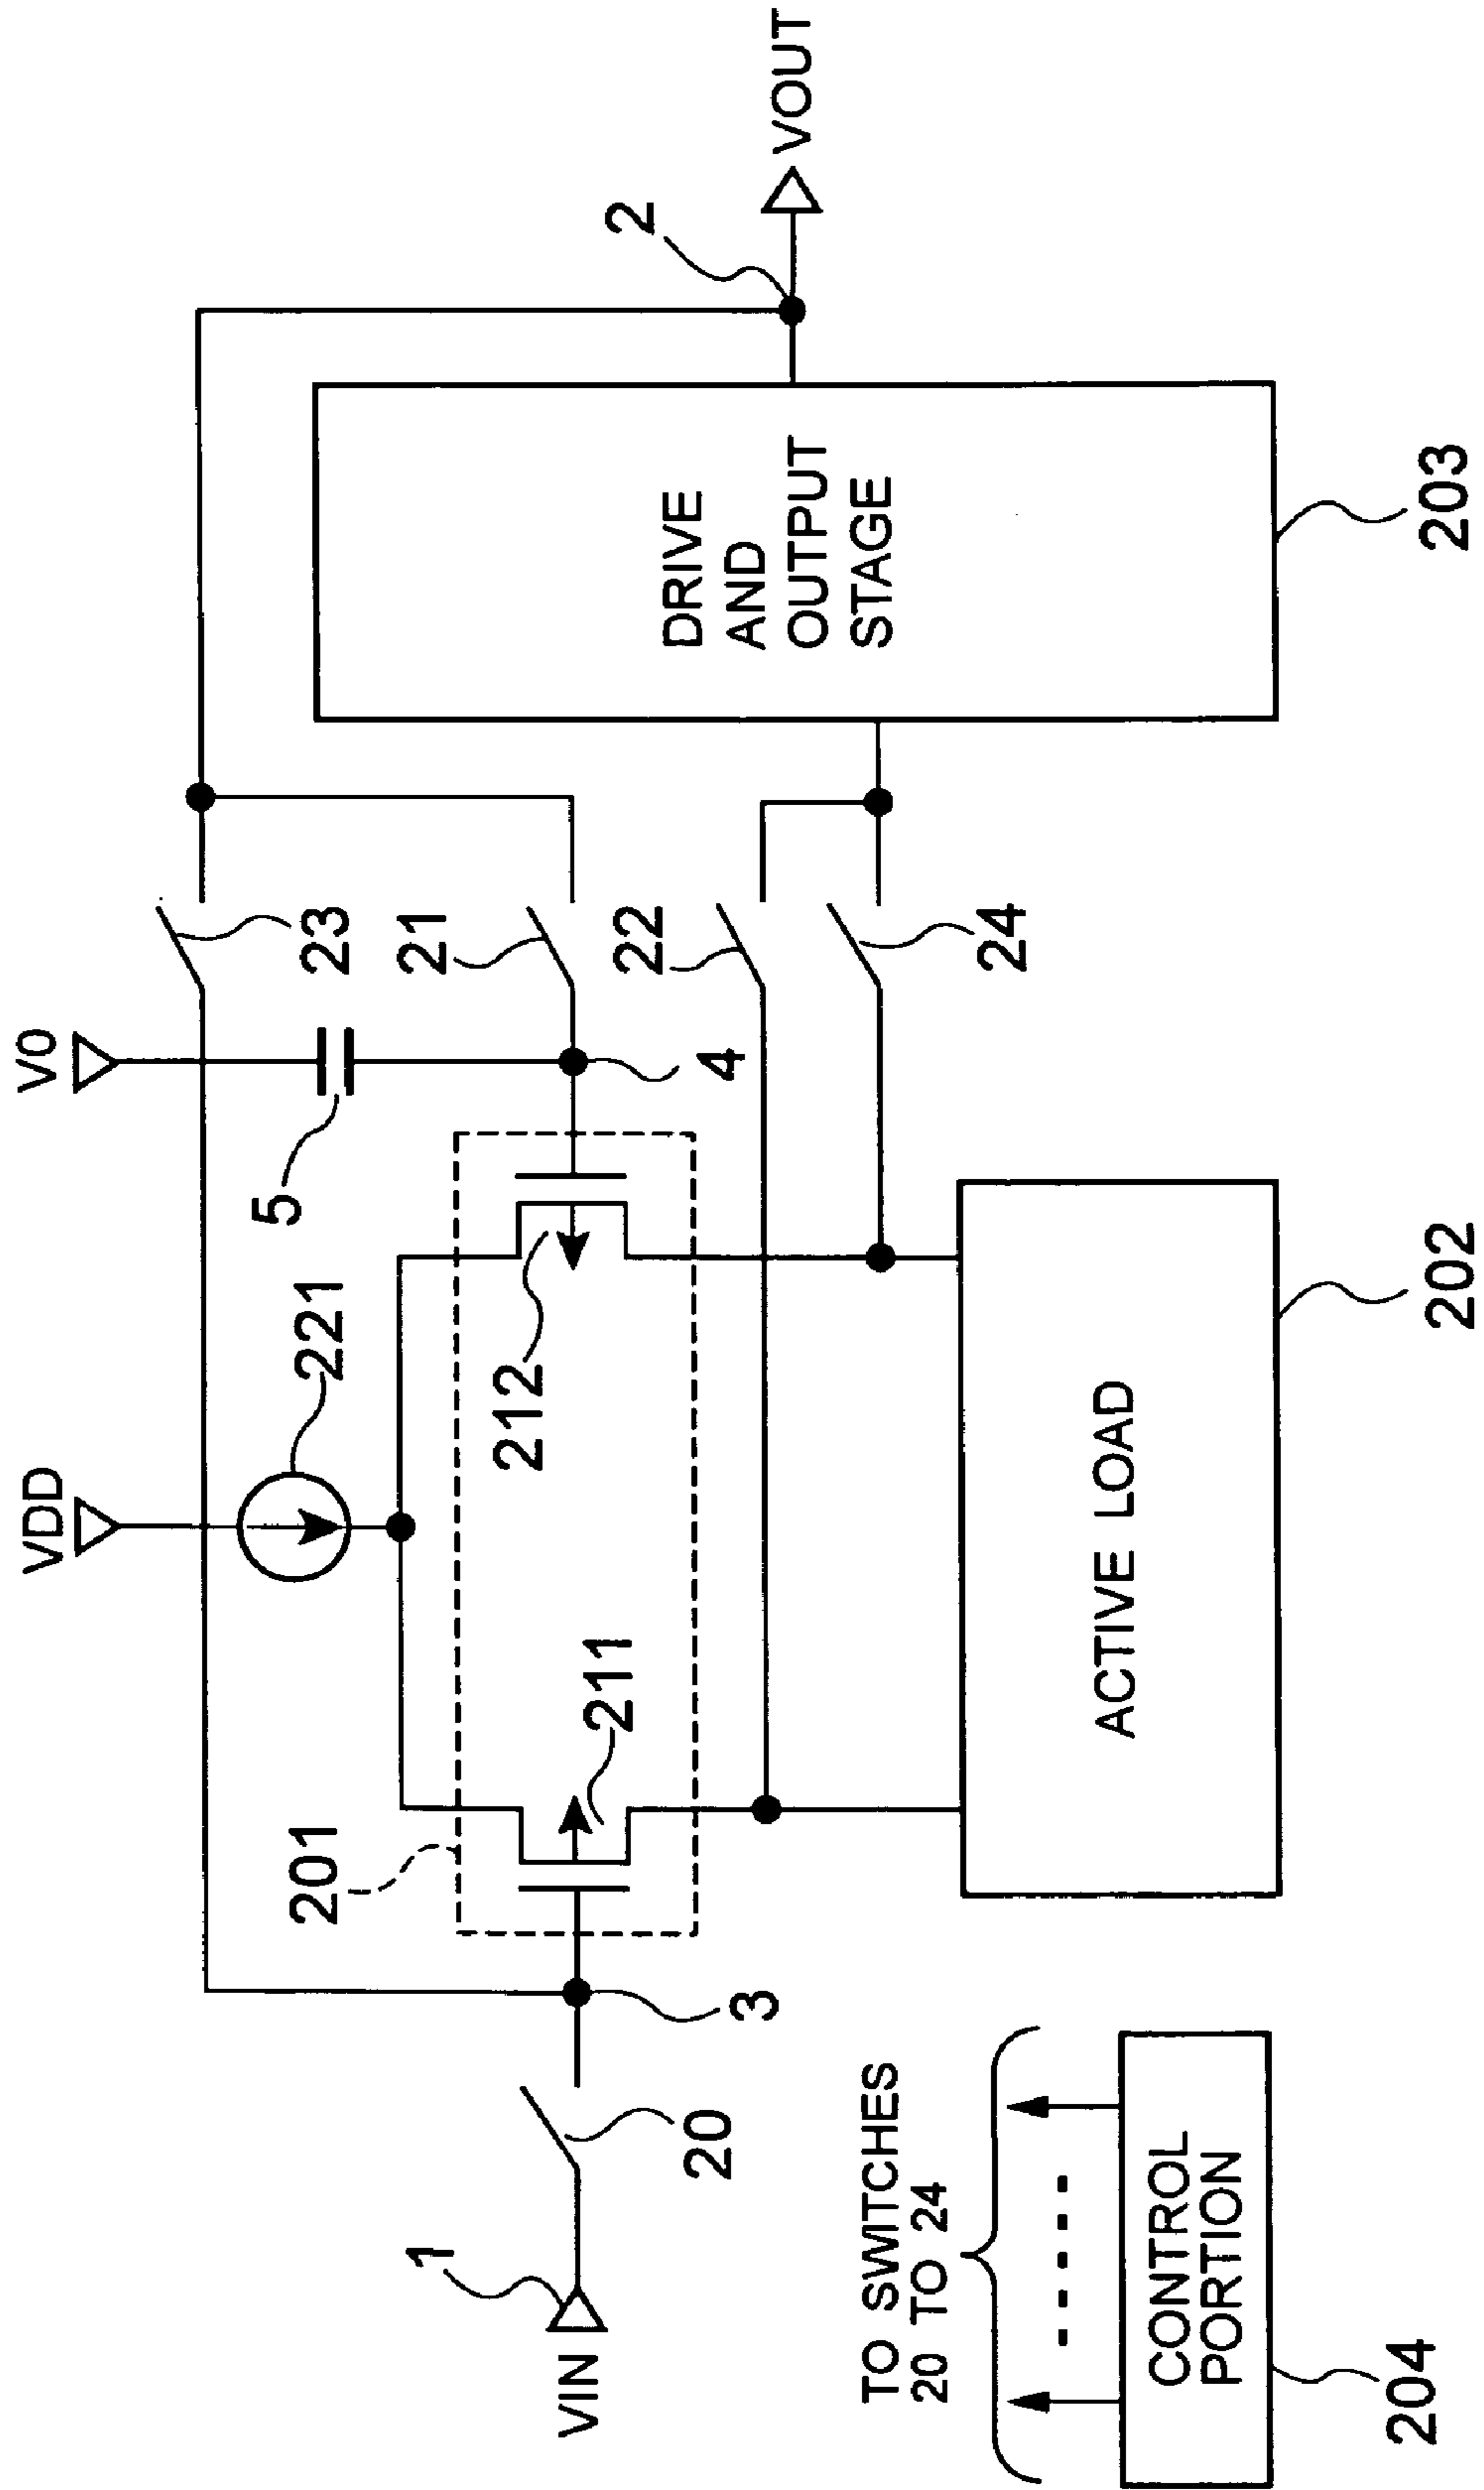 VDD
V0
221
5
23
201
212
21
211
22
4
24
1
VIN
20
3
2
VOUT
DRIVE
AND
OUTPUT
STAGE
TO SWITCHES
20 TO 24
CONTROL
PORTION
204
ACTIVE LOAD
202
203